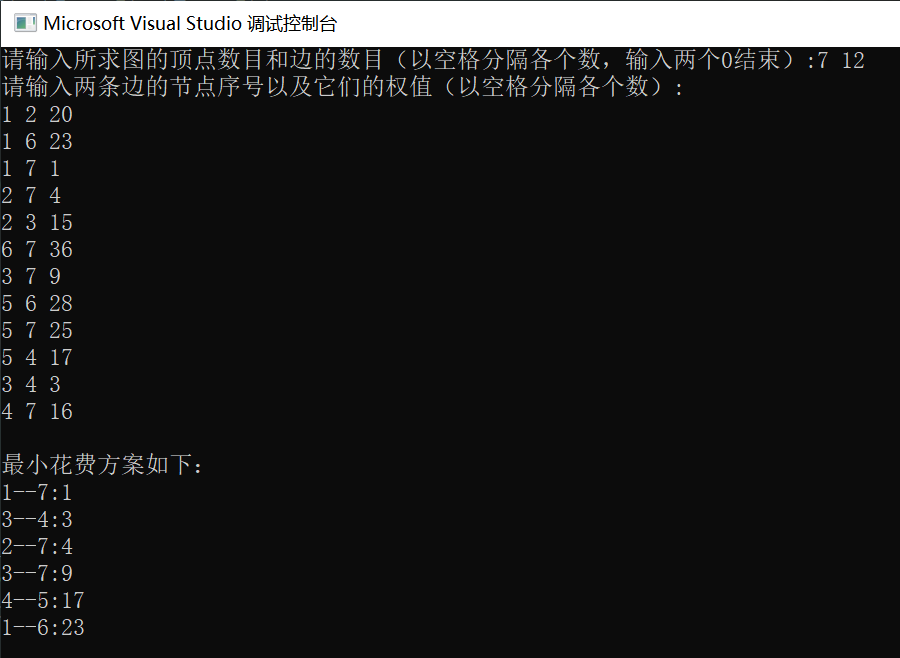 Microsoft Visual Studio 调试控制台
请输入所求图的顶点数目和边的数目（以空格分隔各个数，输入两个0结束）:7 12
请输入两条边的节点序号以及它们的权值（以空格分隔各个数）:
1 2 20
1 6 23
1 7 1
2 7 4
2 3 15
6 7 36
3 7 9
5 6 28
5 7 25
5 4 17
3 4 3
4 7 16
最小花费方案如下:
1--7:1
3--4:3
2--7:4
3--7:9
4--5:17
1--6:23